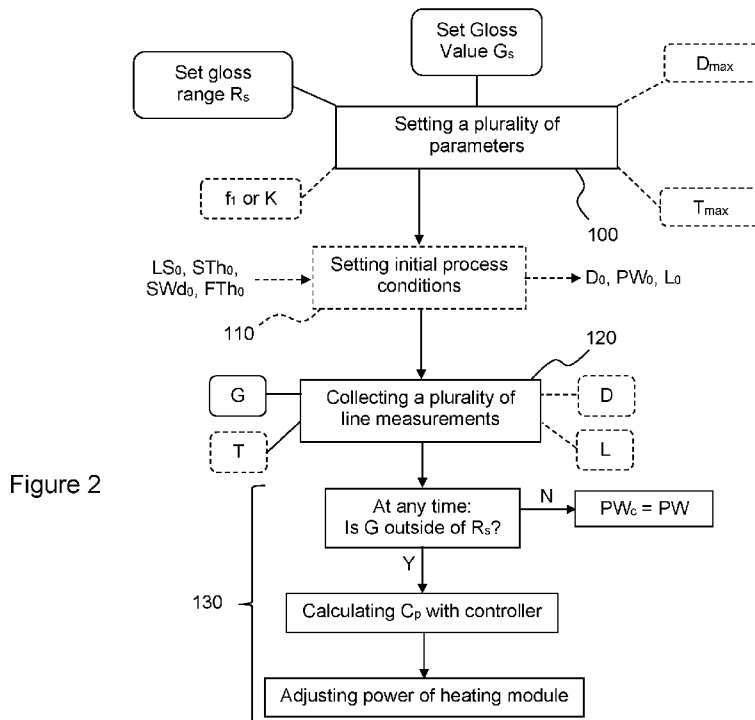 Set Gloss
Value Gs
Set gloss
range Rs
Dmax
Setting a plurality of
parameters
f1 or K
Tmax
100
LS0, STh0,
SWd0, FTh0
Setting initial process
conditions
D0, PW0, L0
110
120
G
Collecting a plurality of
line measurements
D
T
L
Figure 2
At any time:
Is G outside of Rs?
N
PWc = PW
Y
130
Calculating Cp with controller
Adjusting power of heating module